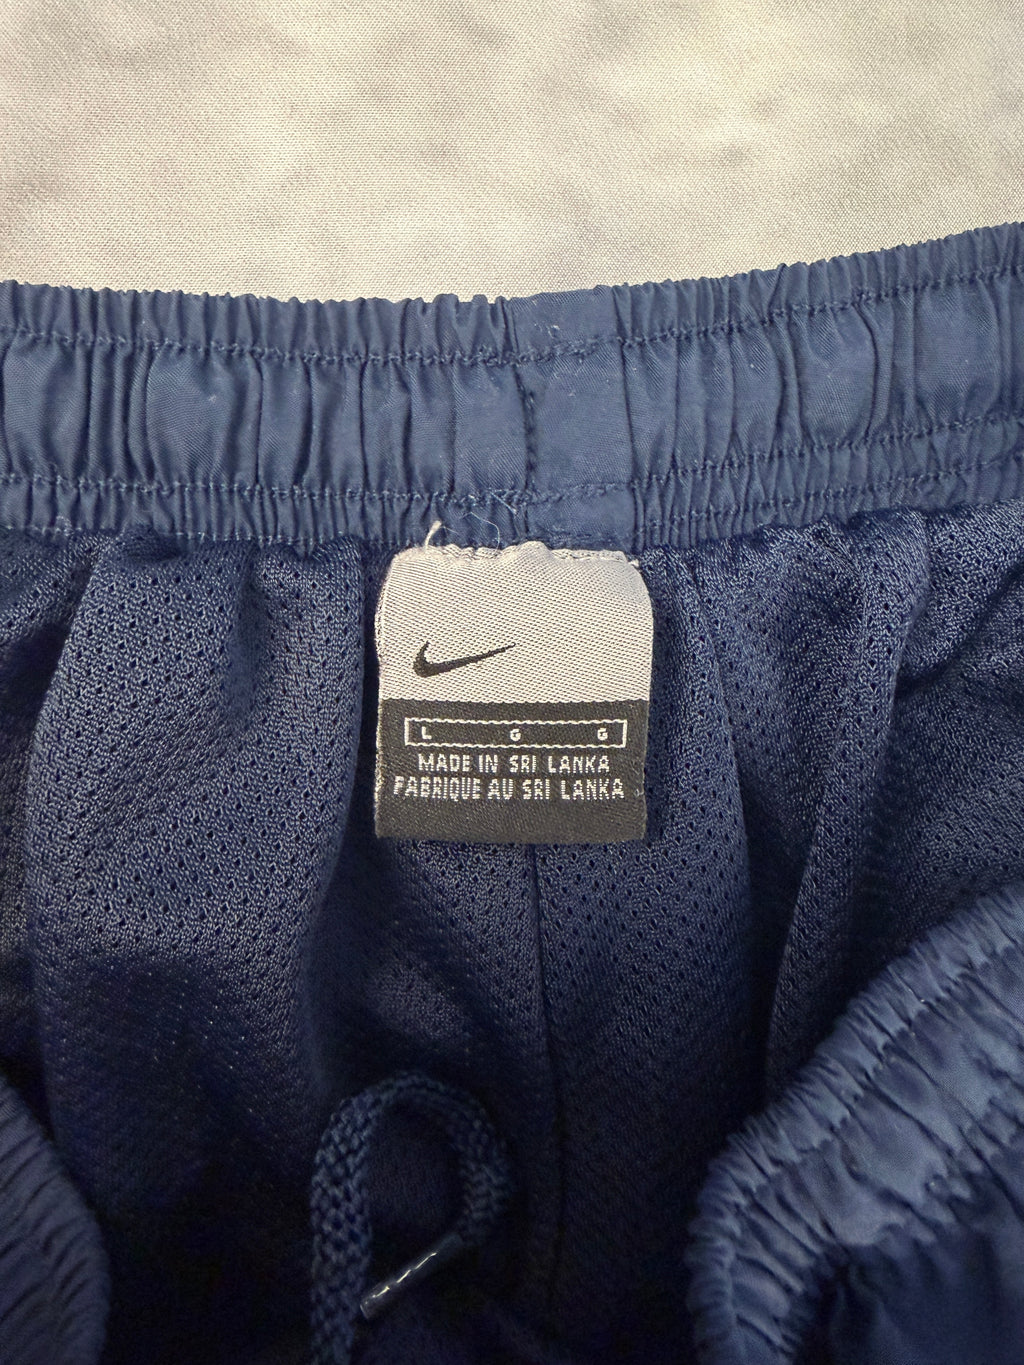 L G G
MADE IN SRI LANKA
FABRIQUE AU SRI LANKA